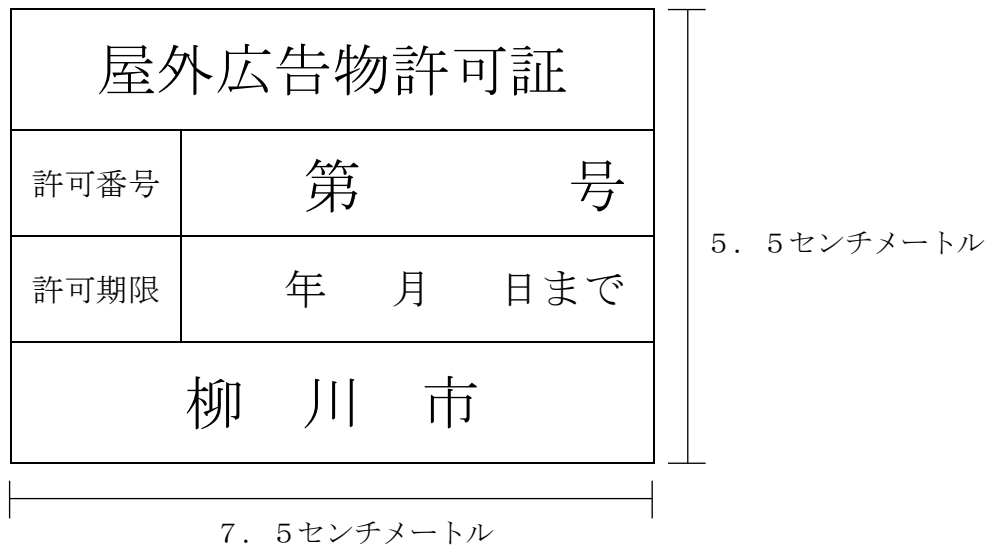 屋外広告物許可証
許可番号 第 号
許可期限 年 月 日まで
柳 川 市
５．５センチメートル
７．５センチメートル